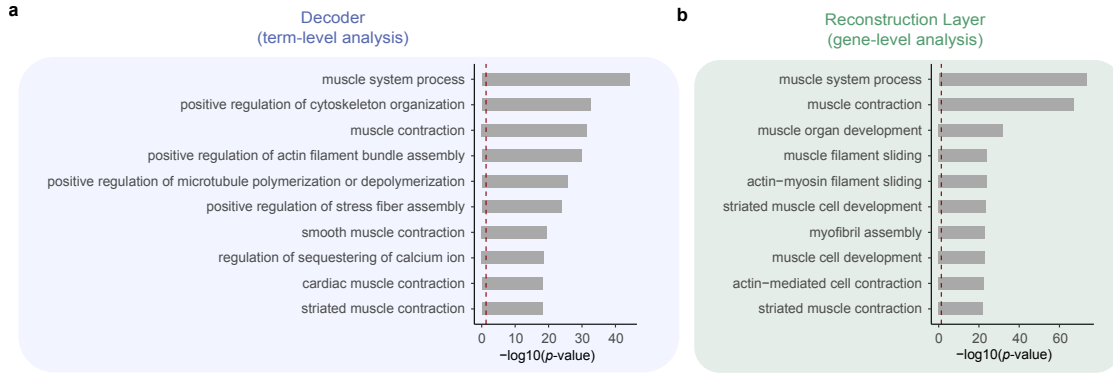 a
Decoder
(term-level analysis)
muscle system process
positive regulation of cytoskeleton organization
muscle contraction
positive regulation of actin filament bundle assembly
positive regulation of microtubule polymerization or depolymerization
positive regulation of stress fiber assembly
smooth muscle contraction
regulation of sequestering of calcium ion
cardiac muscle contraction
striated muscle contraction
0 10 20 30 40
−log10(p-value)
b
Reconstruction Layer
(gene-level analysis)
muscle system process
muscle contraction
muscle organ development
muscle filament sliding
actin−myosin filament sliding
striated muscle cell development
myofibril assembly
muscle cell development
actin−mediated cell contraction
striated muscle contraction
0 20 40 60
−log10(p-value)